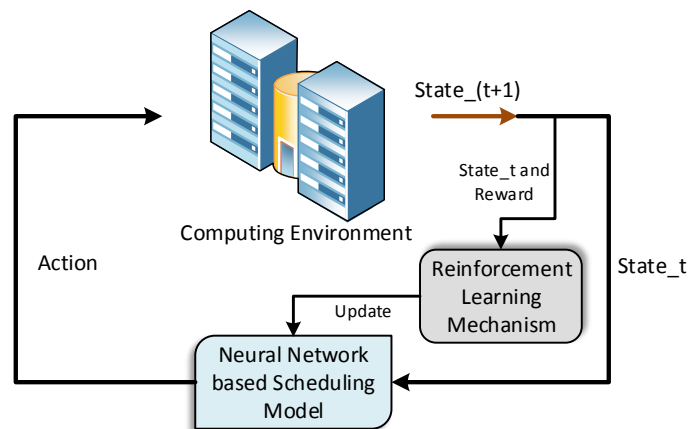 State_(t+1)
State_t and
Reward
Computing Environment
Action
Reinforcement
Learning
Mechanism
State_t
Update
Neural Network
based Scheduling
Model